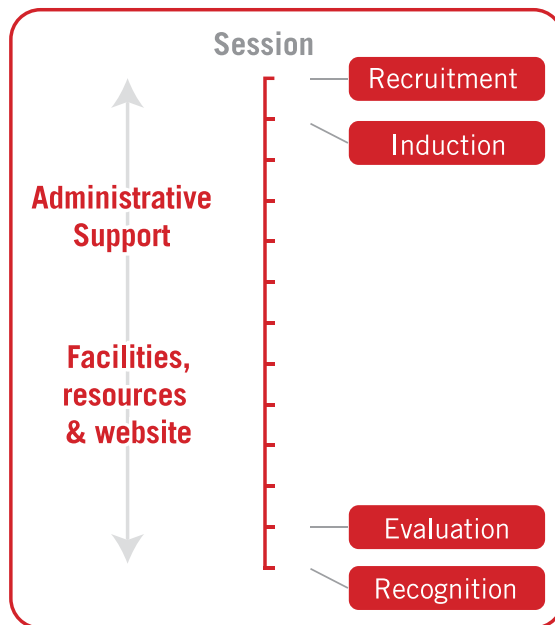 Session
Recruitment
Induction
Administrative
Support
Facilities,
resources
& website
Evaluation
Recognition